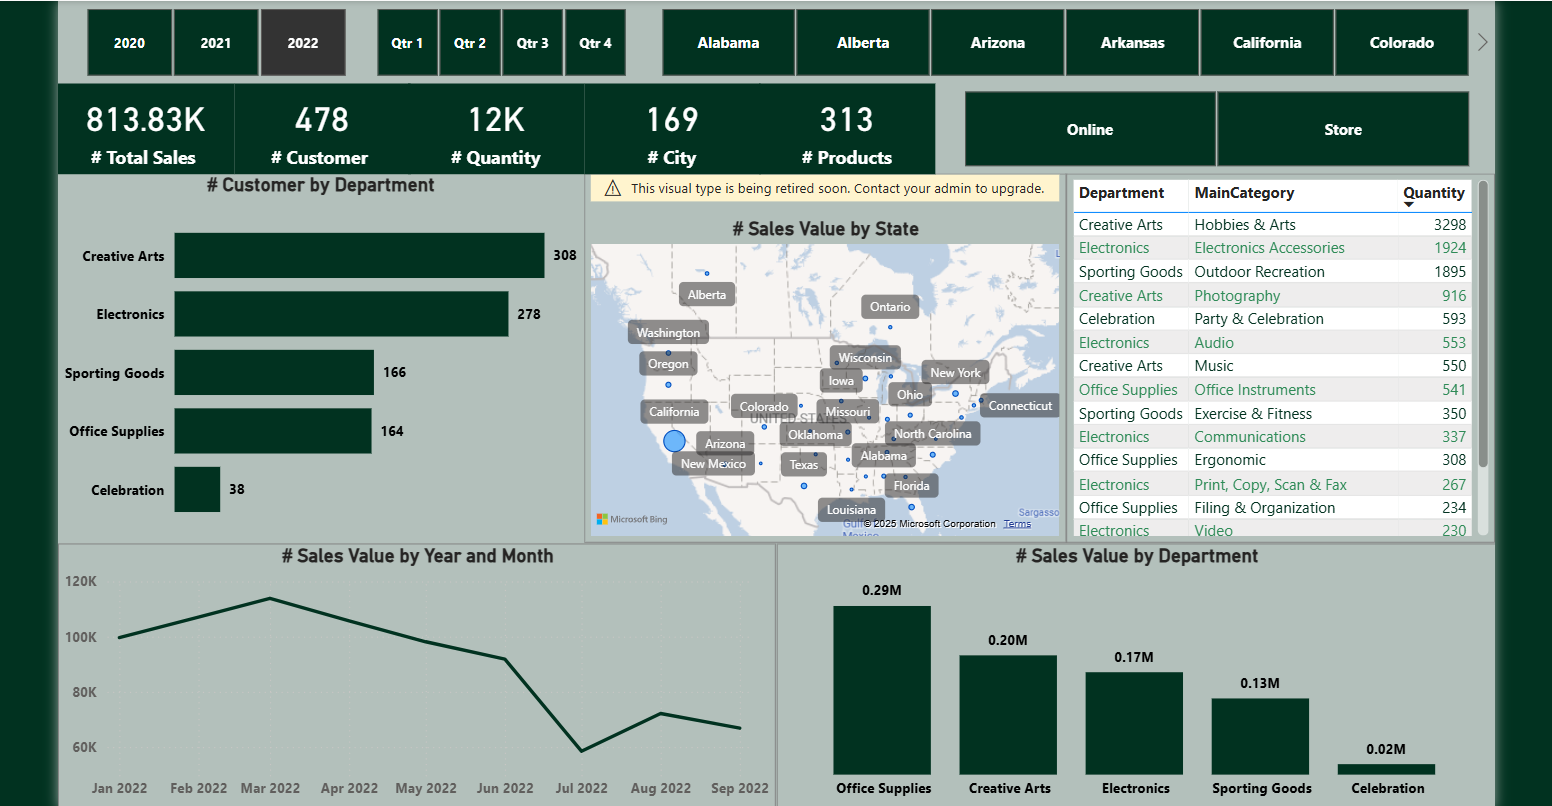 2020 2021 2022 Qtr 1 Qtr 2 Qtr 3 Qtr 4 Alabama Alberta Arizona Arkansas California Colorado
813.83K 478 12K 169 313
# Total Sales # Customer # Quantity # City # Products
Online Store
# Customer by Department
Creative Arts 308
Electronics 278
Sporting Goods 166
Office Supplies 164
Celebration 38
This visual type is being retired soon. Contact your admin to upgrade.
# Sales Value by State
Alberta
Ontario
Washington
Wisconsin
Oregon
New York
Iowa
Ohio
Colorado
Connecticut
California
Missouri
UNITED STATES
Oklahoma
North Carolina
Arizona
Alabama
New Mexico
Texas
Florida
Louisiana
Microsoft Bing
© 2025 Microsoft Corporation Terms
Sargasso
Department MainCategory Quantity
Creative Arts Hobbies & Arts 3298
Electronics Electronics Accessories 1924
Sporting Goods Outdoor Recreation 1895
Creative Arts Photography 916
Celebration Party & Celebration 593
Electronics Audio 553
Creative Arts Music 550
Office Supplies Office Instruments 541
Sporting Goods Exercise & Fitness 350
Electronics Communications 337
Office Supplies Ergonomic 308
Electronics Print, Copy, Scan & Fax 267
Office Supplies Filing & Organization 234
Electronics Video 230
# Sales Value by Year and Month
120K
100K
80K
60K
Jan 2022 Feb 2022 Mar 2022 Apr 2022 May 2022 Jun 2022 Jul 2022 Aug 2022 Sep 2022
# Sales Value by Department
0.29M
0.20M
0.17M
0.13M
0.02M
Office Supplies Creative Arts Electronics Sporting Goods Celebration